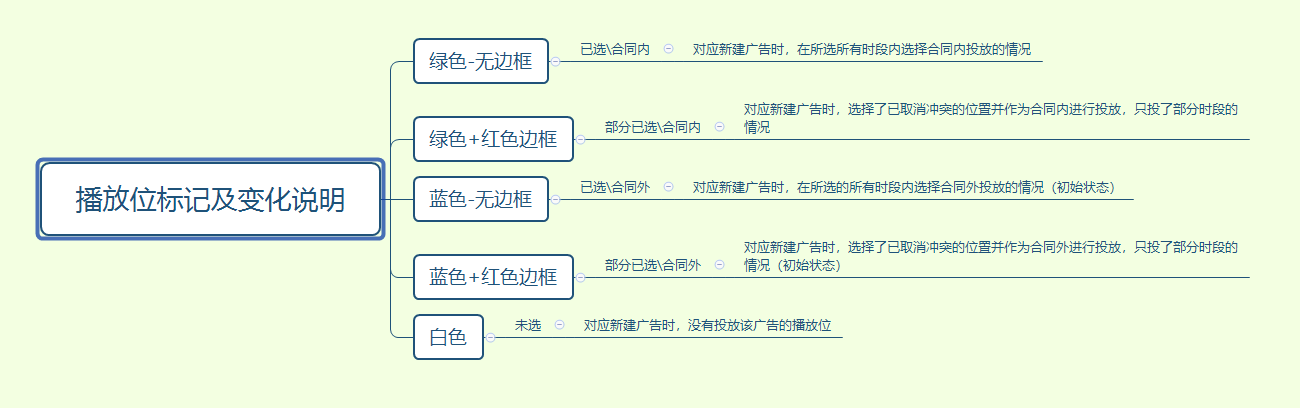 播放位标记及变化说明
绿色-无边框
已选\合同内
对应新建广告时，在所选所有时段内选择合同内投放的情况
绿色+红色边框
部分已选\合同内
对应新建广告时，选择了已取消冲突的位置并作为合同内进行投放，只投了部分时段的
情况
蓝色-无边框
已选\合同外
对应新建广告时，在所选的所有时段内选择合同外投放的情况（初始状态）
蓝色+红色边框
部分已选\合同外
对应新建广告时，选择了已取消冲突的位置并作为合同外进行投放，只投了部分时段的
情况（初始状态）
白色
未选
对应新建广告时，没有投放该广告的播放位